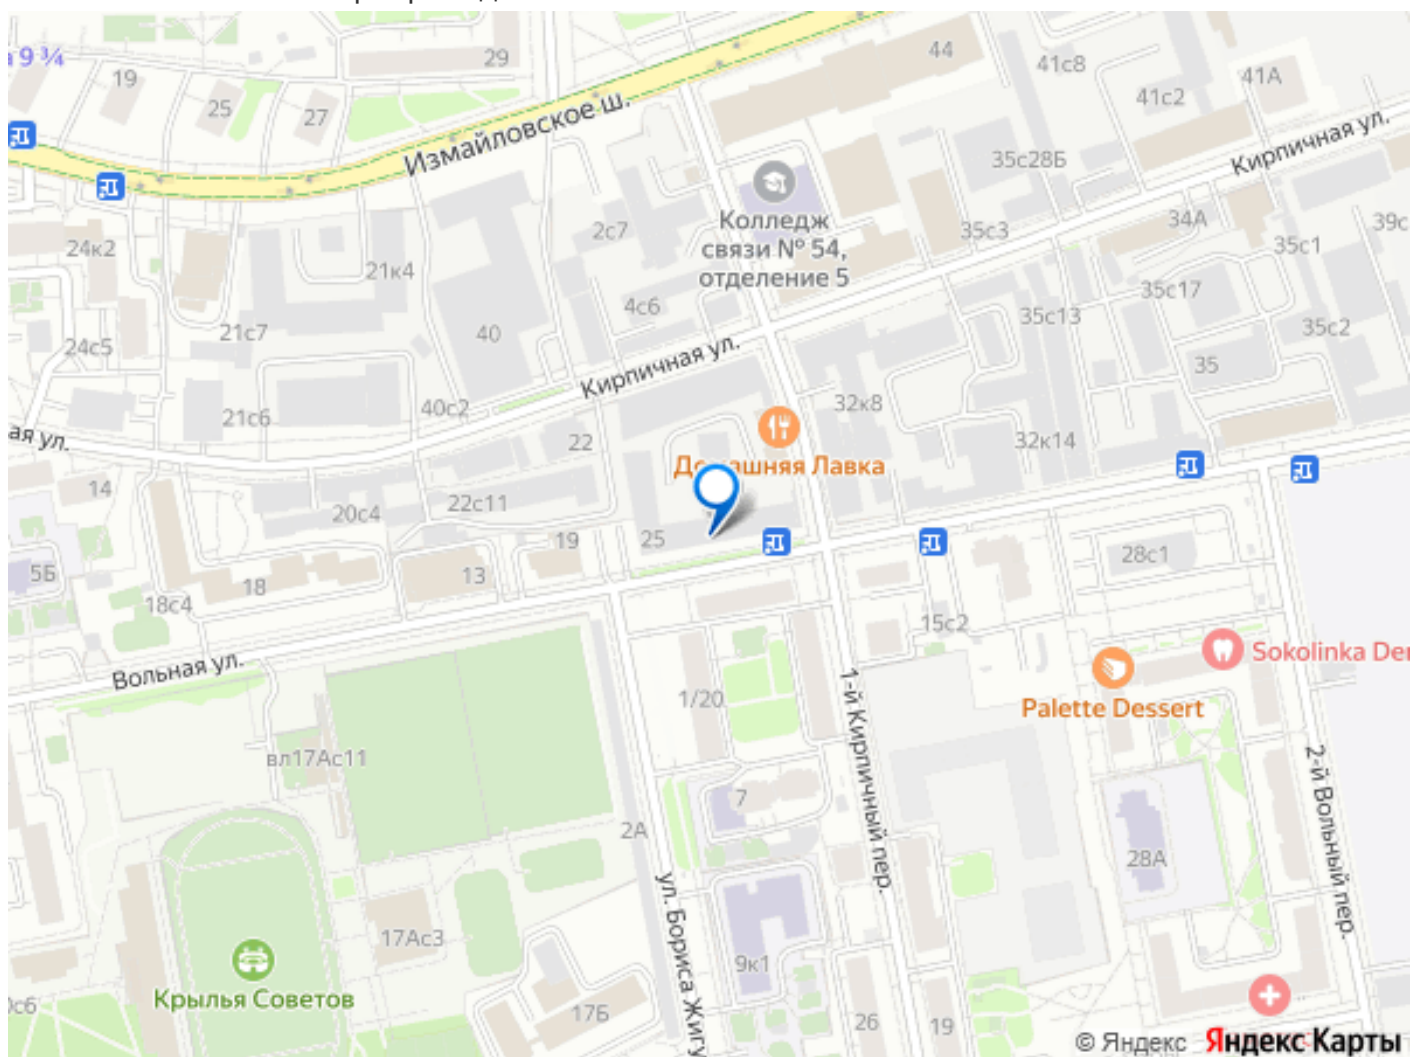 29
44
41с8
41А
а 9 ¾
19
25
27
41с2
Измайловское ш.
Кирпичная ул.
35с28Б
Колледж
связи № 54,
отделение 5
24к2
2с7
35с3
34А
35с1
39с
21к4
4с6
35с17
21с7
40
35с13
35с2
24с5
Кирпичная ул.
35
21с6
40с2
32к8
ая ул.
22
32к14
Домашняя Лавка
14
22с11
20с4
25
19
5Б
18
13
28с1
18с4
15с2
Вольная ул.
Sokolinka Der
1/20
1-й Кирпичный пер.
Palette Dessert
вл17Ас11
7
2-й Вольный пер.
2А
28А
ул. Бориса Жигу
17Ас3
9к1
Крылья Советов
17Б
26
19
0с6
© Яндекс Яндекс Карты